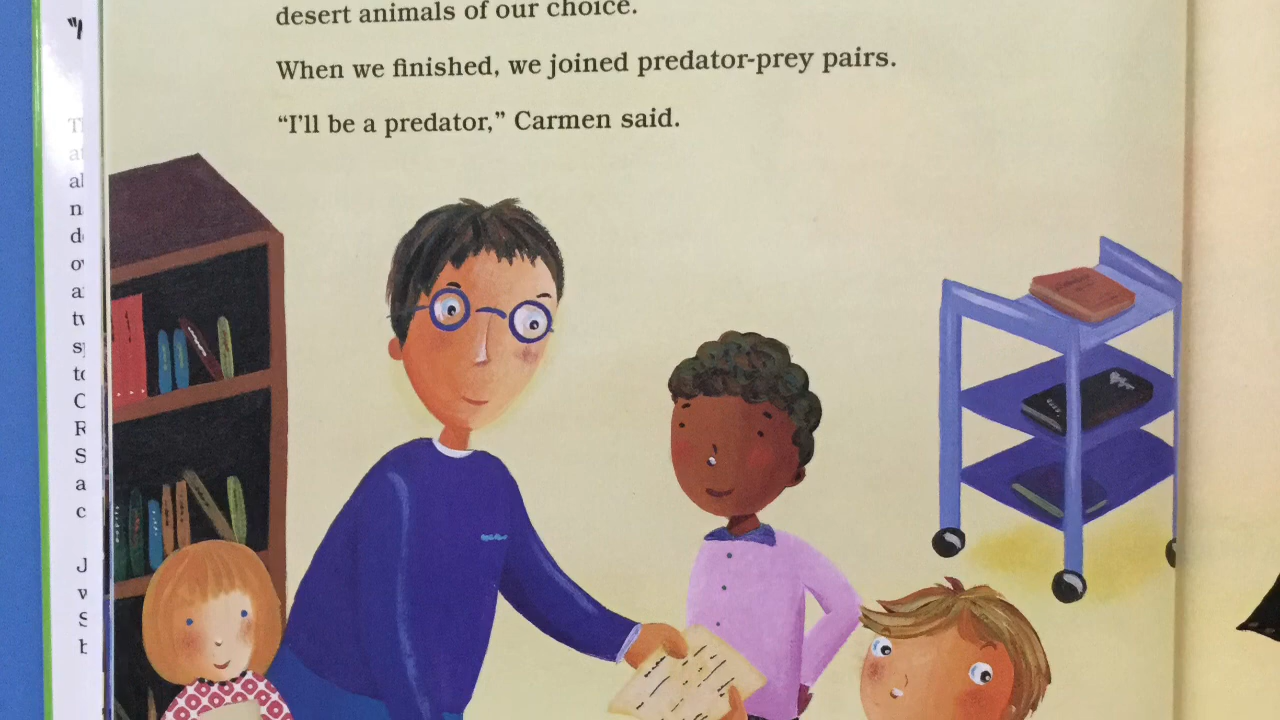 desert animals of our choice.
When we finished, we joined predator-prey pairs.
“I’ll be a predator,” Carmen said.